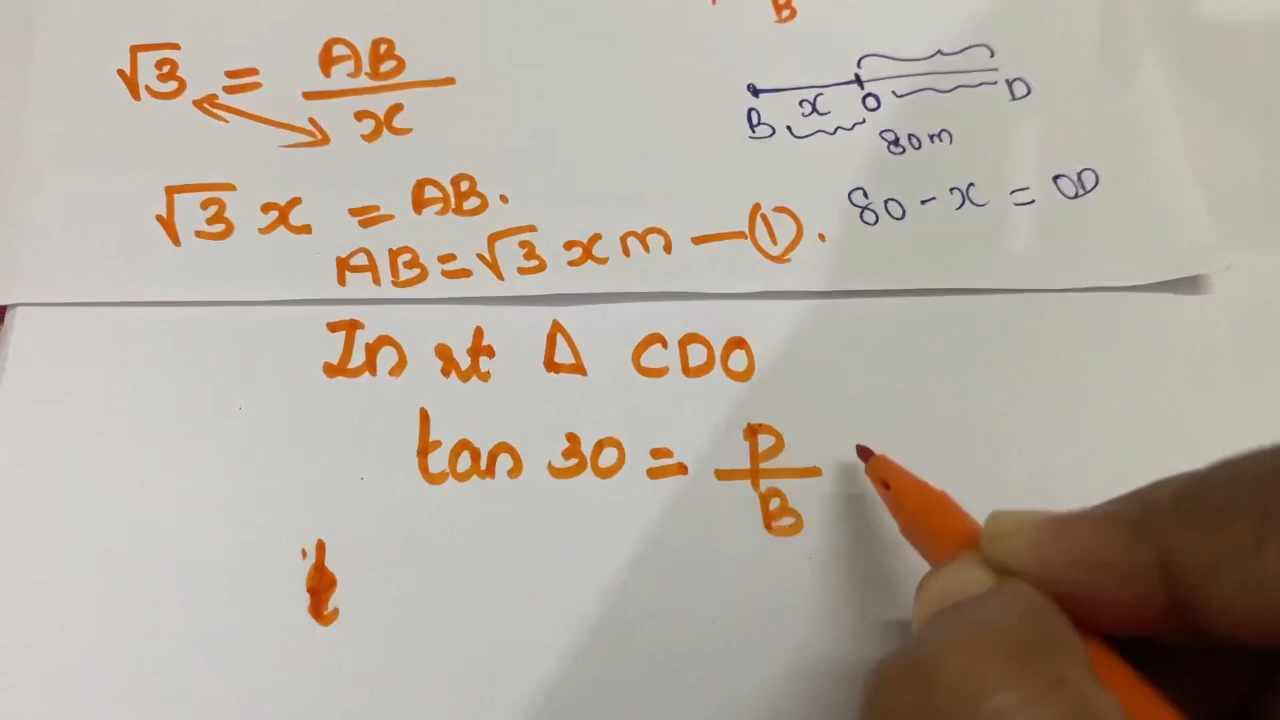 B
√3 = AB / x
B x O D
80m
80 - x = OD
√3 x = AB.
AB = √3 x m — ①.
In rt Δ CDO
tan 30 = P / B
t